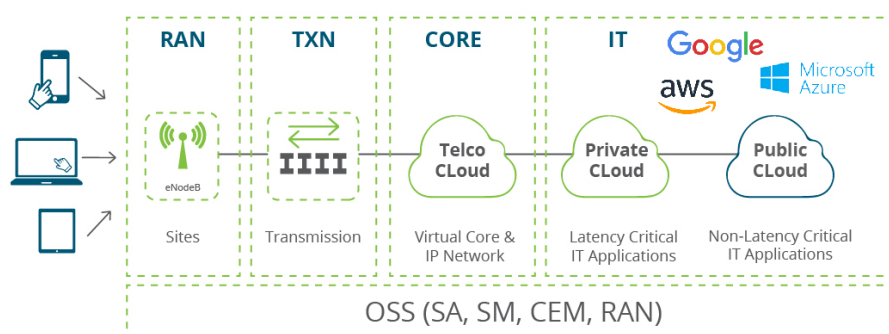 RAN
TXN
CORE
IT
Google
aws
Microsoft
Azure
eNodeB
Telco
CLoud
Private
CLoud
Public
CLoud
Sites
Transmission
Virtual Core &
IP Network
Latency Critical
IT Applications
Non-Latency Critical
IT Applications
OSS (SA, SM, CEM, RAN)